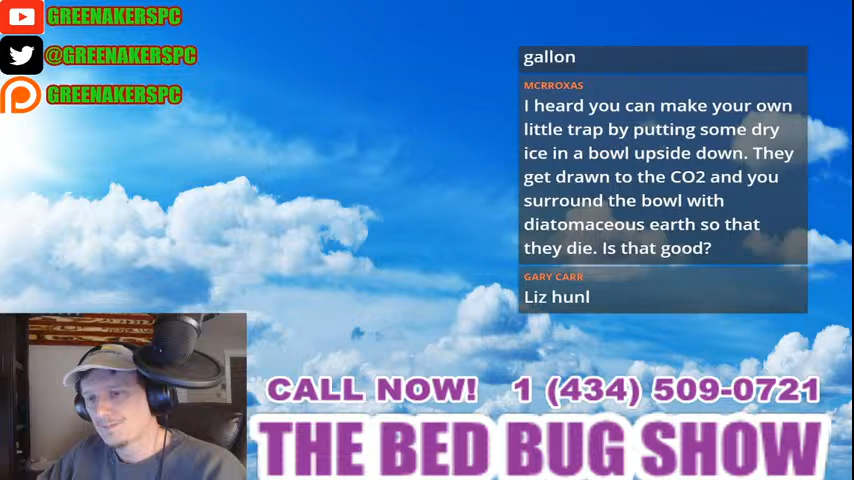 GREENAKERSPC
@GREENAKERSPC
GREENAKERSPC
gallon
MCRROXAS
I heard you can make your own
little trap by putting some dry
ice in a bowl upside down. They
get drawn to the CO2 and you
surround the bowl with
diatomaceous earth so that
they die. Is that good?
GARY CARR
Liz hunl
CALL NOW! 1 (434) 509-0721
THE BED BUG SHOW